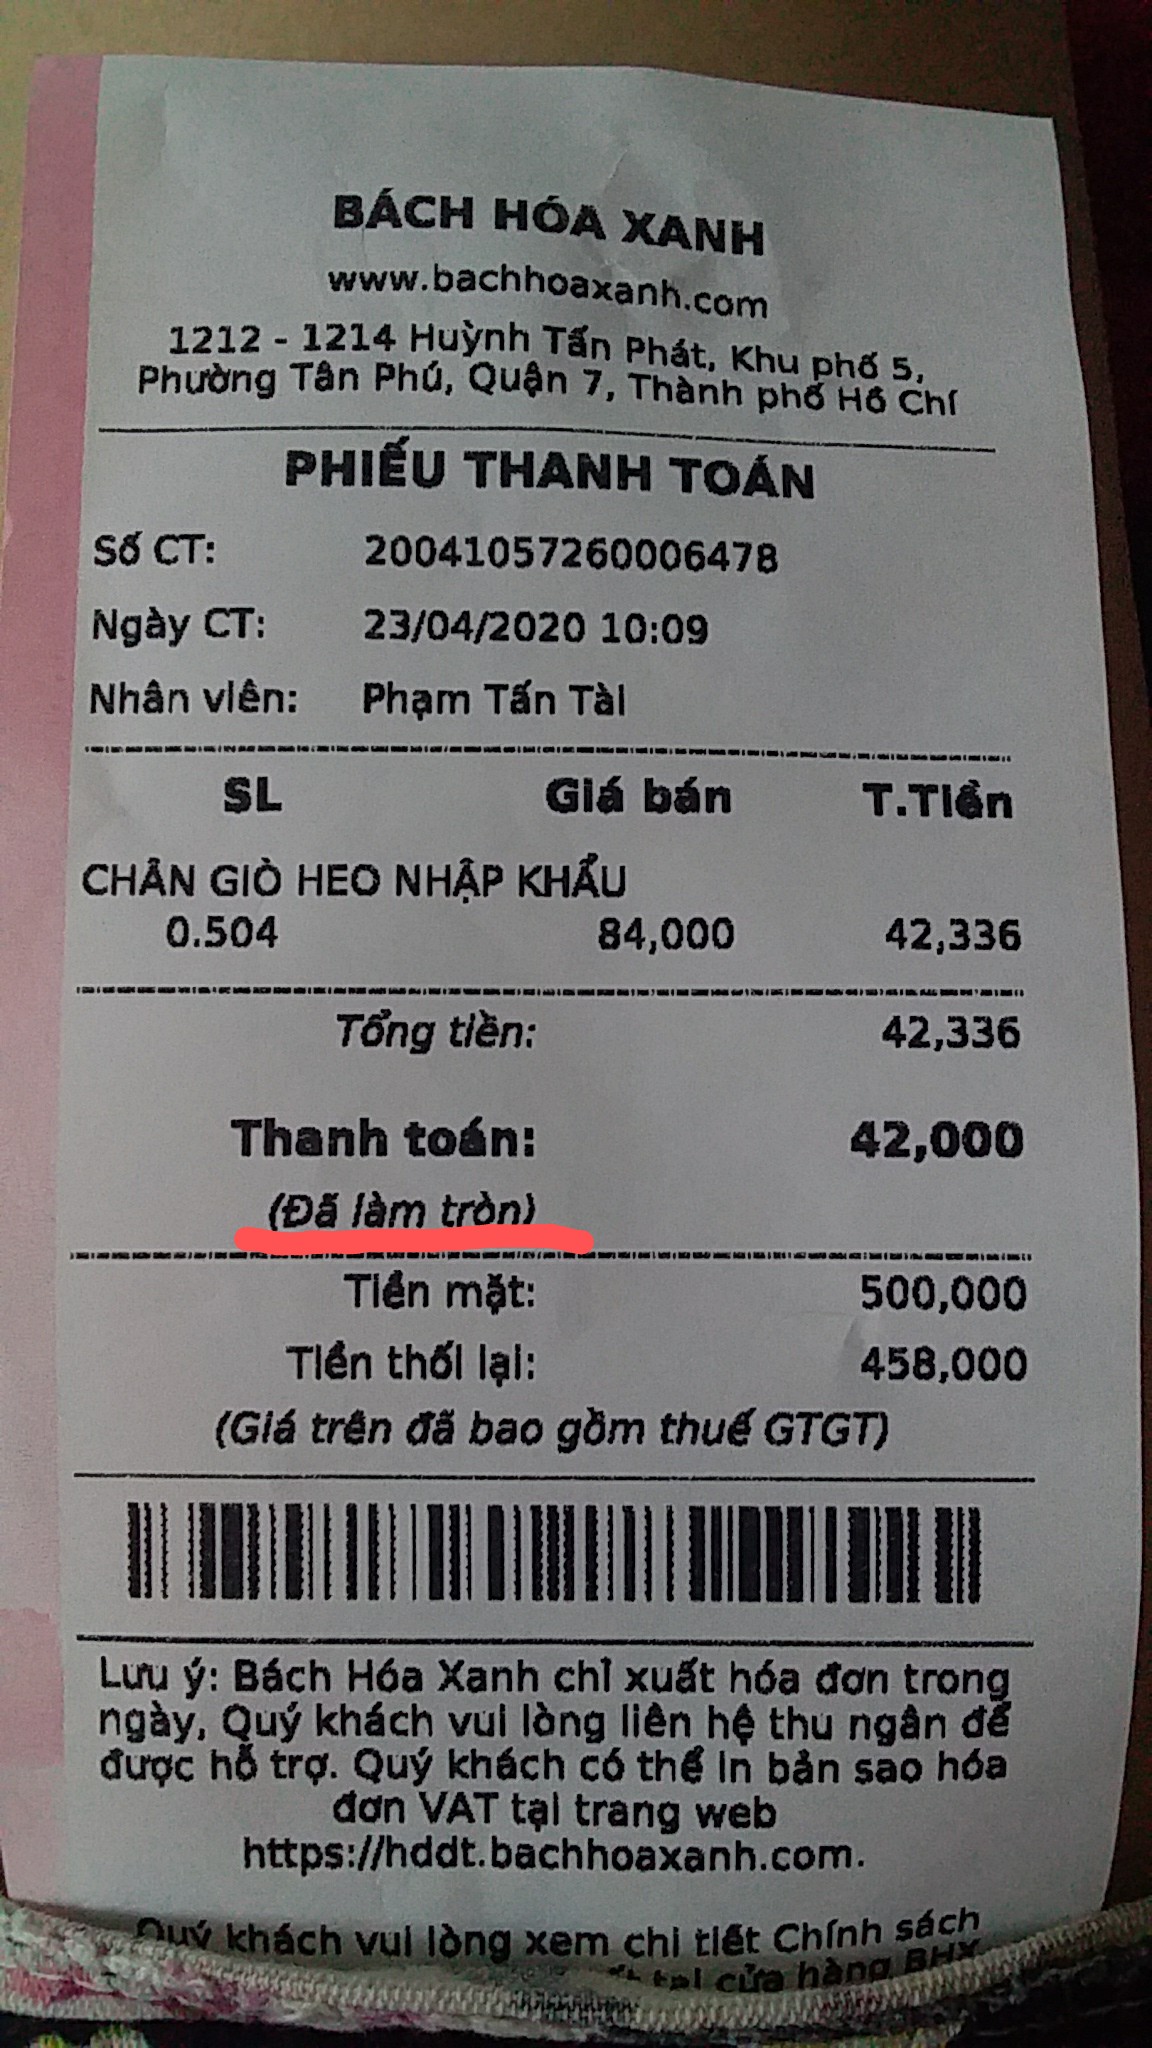 BÁCH HÓA XANH
www.bachhoaxanh.com
1212 - 1214 Huỳnh Tấn Phát, Khu phố 5,
Phường Tân Phú, Quận 7, Thành phố Hồ Chí
PHIẾU THANH TOÁN
Số CT: 20041057260006478
Ngày CT: 23/04/2020 10:09
Nhân viên: Phạm Tấn Tài
SL Giá bán T.Tiền
CHÂN GIÒ HEO NHẬP KHẨU
0.504 84,000 42,336
Tổng tiền: 42,336
Thanh toán: 42,000
(Đã làm tròn)
Tiền mặt: 500,000
Tiền thối lại: 458,000
(Giá trên đã bao gồm thuế GTGT)
Lưu ý: Bách Hóa Xanh chỉ xuất hóa đơn trong
ngày, Quý khách vui lòng liên hệ thu ngân để
được hỗ trợ. Quý khách có thể in bản sao hóa
đơn VAT tại trang web
https://hddt.bachhoaxanh.com.
Quý khách vui lòng xem chi tiết Chính sách
tại cửa hàng BHX